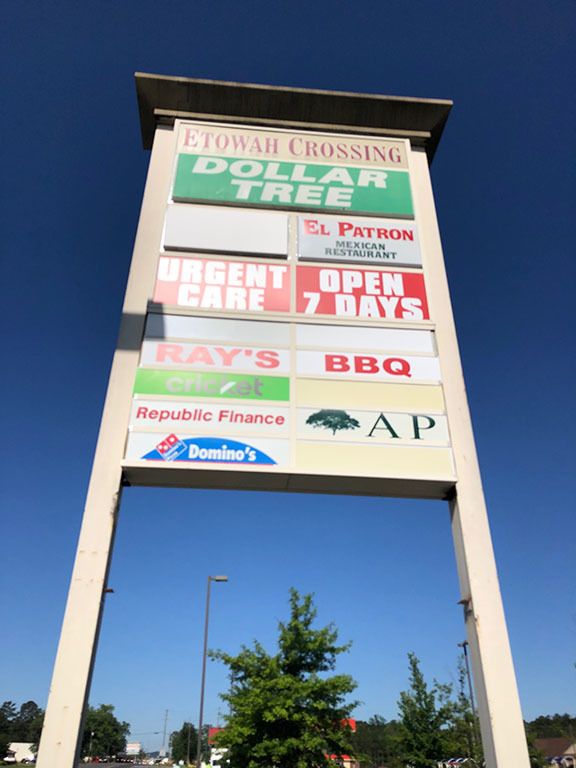 ETOWAH CROSSING
DOLLAR
TREE
EL PATRON
MEXICAN
RESTAURANT
URGENT
CARE
OPEN
7 DAYS
RAY'S
BBQ
cricket
Republic Finance
AP
Domino's